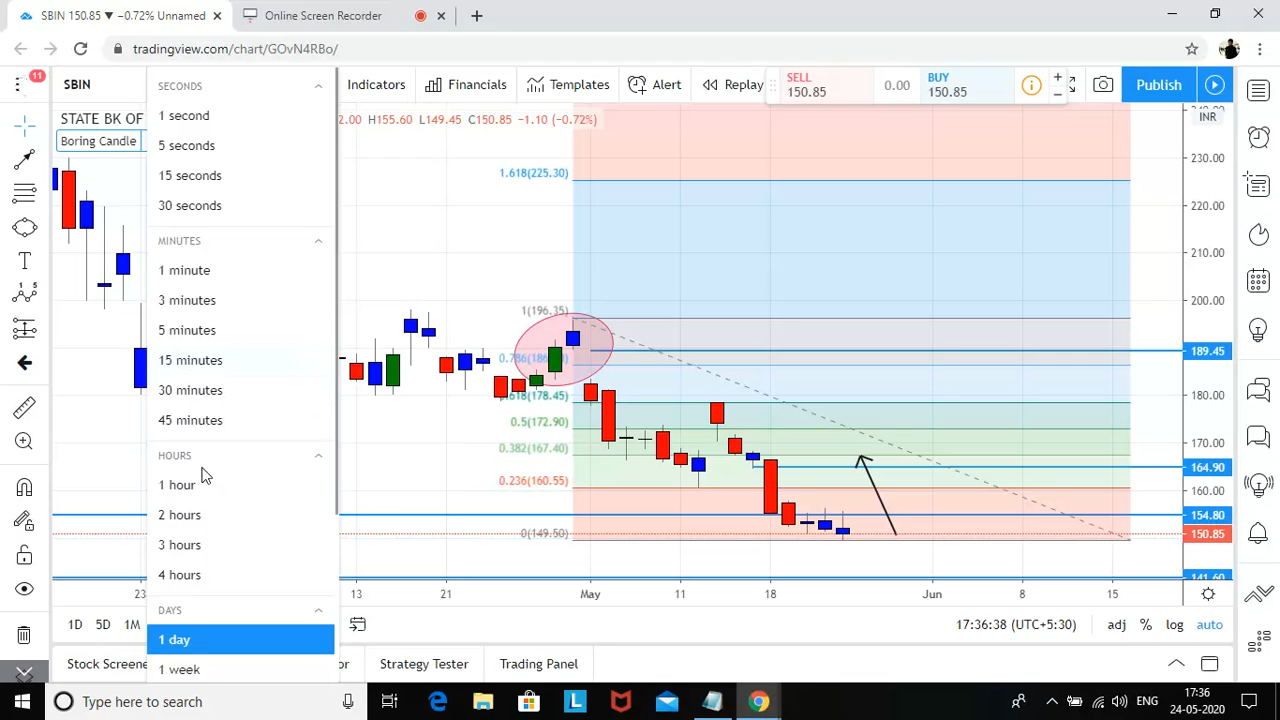 SBIN 150.85 ▼ −0.72% Unnamed
Online Screen Recorder
tradingview.com/chart/GOvN4RBo/
11
SBIN
Indicators
Financials
Templates
Alert
Replay
SELL
150.85
0.00
BUY
150.85
Publish
STATE BK OF
2.00 H155.60 L149.45 C150.85 −1.10 (−0.72%)
INR
Boring Candle
SECONDS
1 second
5 seconds
15 seconds
30 seconds
MINUTES
1 minute
3 minutes
5 minutes
15 minutes
30 minutes
45 minutes
HOURS
1 hour
2 hours
3 hours
4 hours
DAYS
1 day
1 week
1.618(225.30)
1(196.35)
0.618(178.45)
0.5(172.90)
0.382(167.40)
0.236(160.55)
0(149.50)
230.00
220.00
210.00
200.00
189.45
180.00
170.00
164.90
160.00
154.80
150.85
141.60
23
13
21
May
11
18
Jun
8
15
1D
5D
1M
17:36:38 (UTC+5:30)
adj
%
log
auto
Stock Screene
or
Strategy Tester
Trading Panel
Type here to search
ENG
17:36
24-05-2020